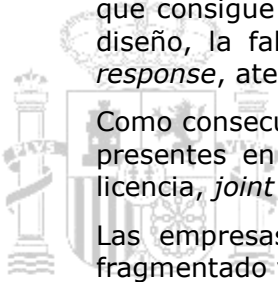 que consigue
diseño, la fal
response, ate
Como consecu
presentes en
licencia, joint
Las empresas
fragmentado